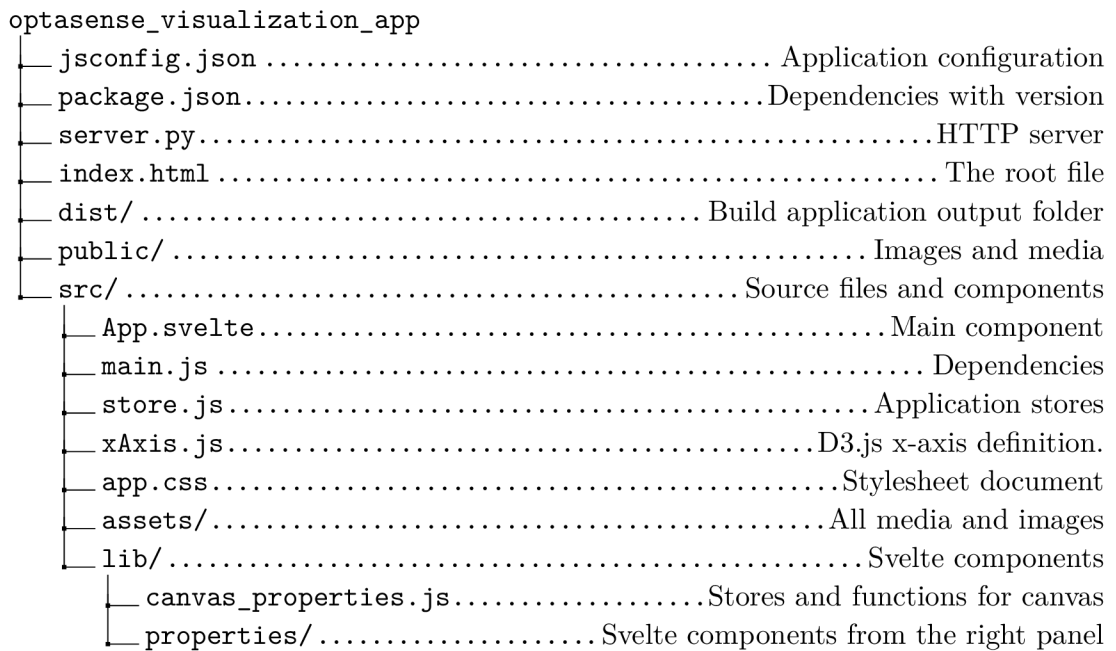 optasense_visualization_app
jsconfig.json ..................................... Application configuration
package.json...................................... Dependencies with version
server.py...................................................... HTTP server
index.html ..................................................... The root file
dist/ ......................................... Build application output folder
public/ ................................................... Images and media
src/ ............................................. Source files and components
App.svelte.............................................. Main component
main.js .................................................... Dependencies
store.js............................................... Application stores
xAxis.js............................................ D3.js x-axis definition.
app.css.............................................. Stylesheet document
assets/............................................. All media and images
lib/ ................................................... Svelte components
canvas_properties.js................... Stores and functions for canvas
properties/ ..................... Svelte components from the right panel